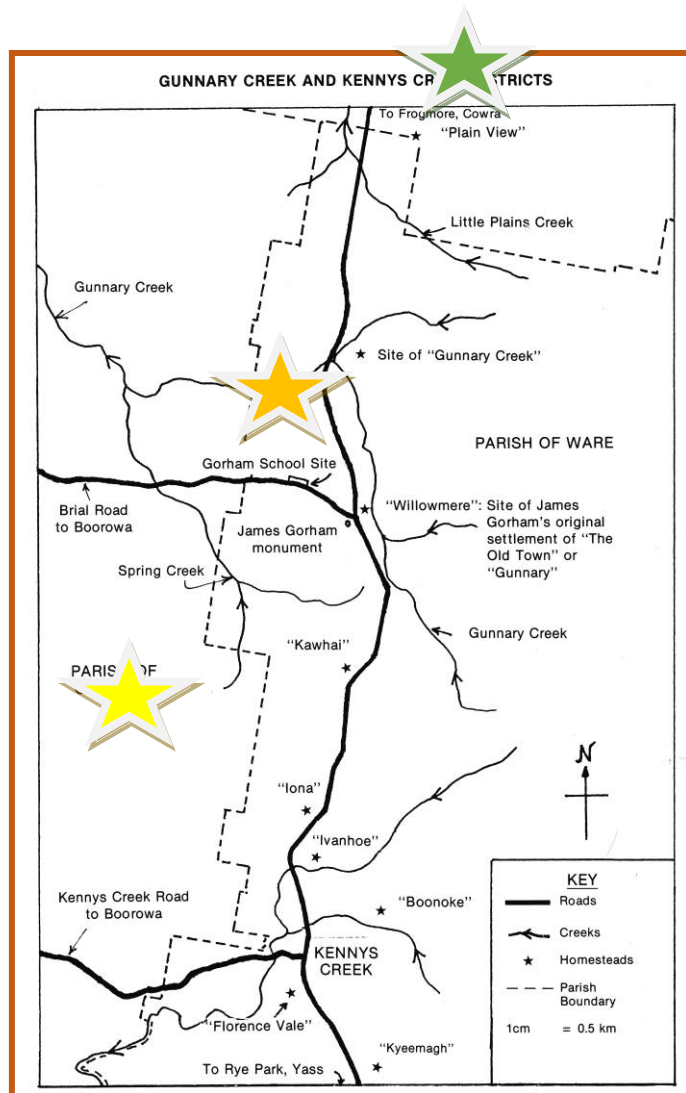 GUNNARY CREEK AND KENNYS CR STRICTS
To Frogmore, Cowra
"Plain View"
Little Plains Creek
Gunnary Creek
Site of "Gunnary Creek"
PARISH OF WARE
Gorham School Site
Brial Road
to Boorowa
"Willowmere": Site of James
Gorham's original
settlement of "The
Old Town" or
"Gunnary"
James Gorham
monument
Spring Creek
Gunnary Creek
"Kawhai"
PARIS OF
N
"Iona"
"Ivanhoe"
KEY
Roads
Creeks
Homesteads
Parish
Boundary
1cm = 0.5 km
Kennys Creek Road
to Boorowa
"Boonoke"
KENNYS
CREEK
"Florence Vale"
"Kyeemagh"
To Rye Park, Yass